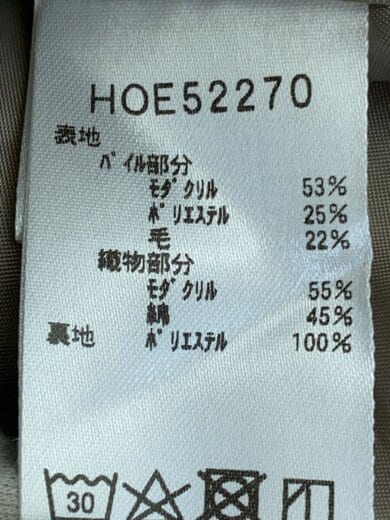 HOE52270
表地
ﾊﾟｲﾙ部分
ﾓﾀﾞｸﾘﾙ 53%
ﾎﾟﾘｴｽﾃﾙ 25%
毛 22%
織物部分
ﾓﾀﾞｸﾘﾙ 55%
綿 45%
裏地 ﾎﾟﾘｴｽﾃﾙ 100%
30